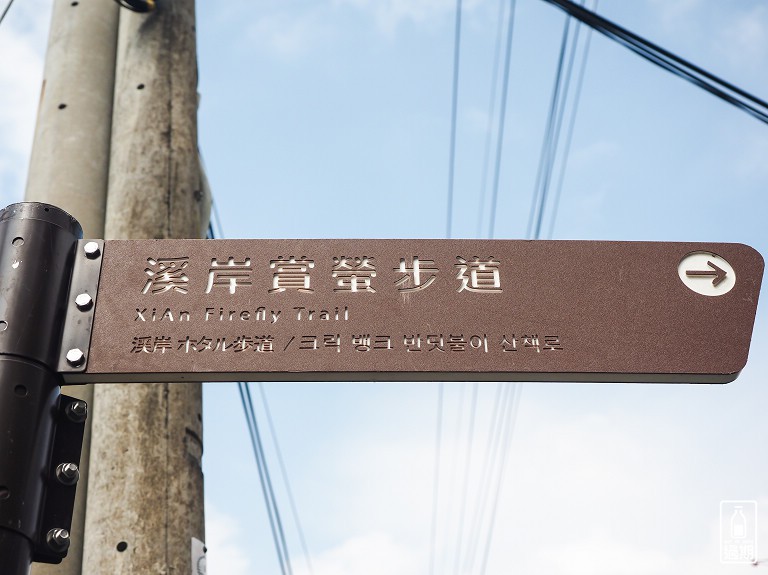 溪岸賞螢步道
XiAn Firefly Trail
渓岸 ホタル歩道 / 크릭 뱅크 반딧불이 산책로